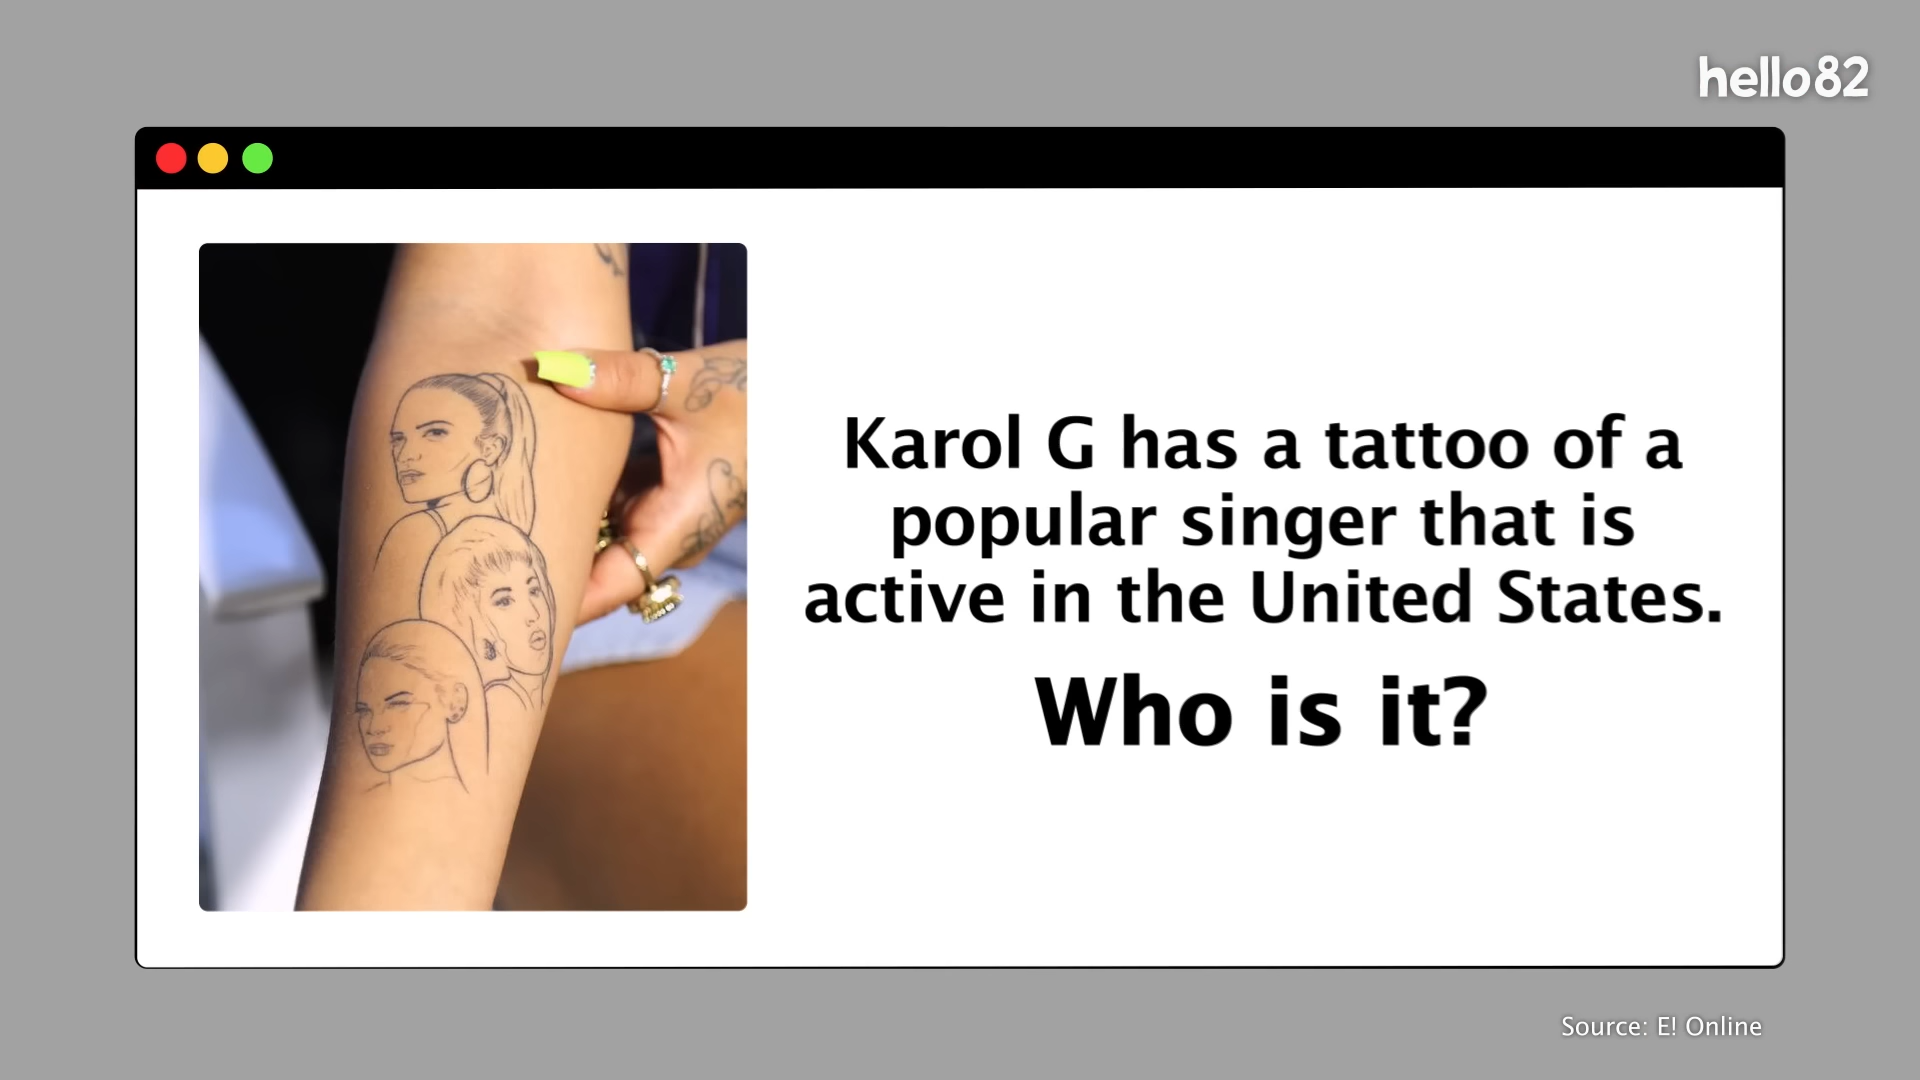 hello82
Karol G has a tattoo of a
popular singer that is
active in the United States.
Who is it?
Source: E! Online